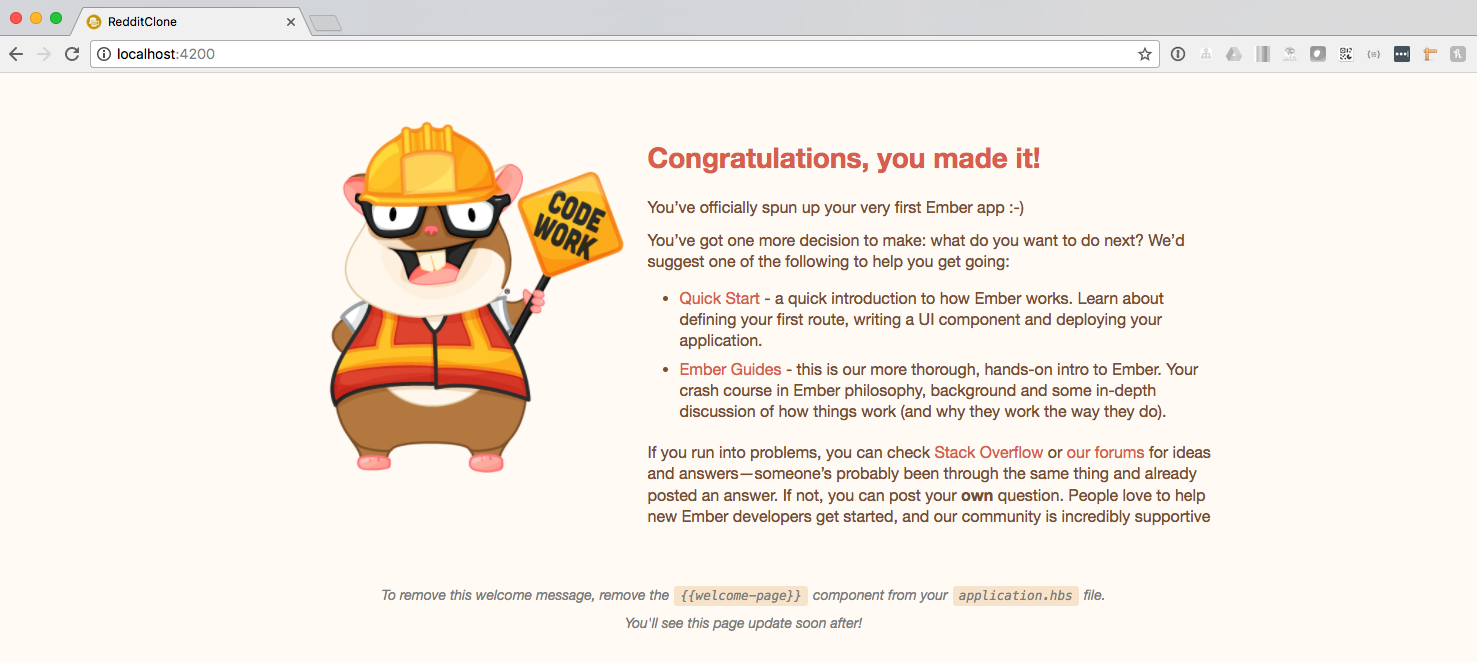 RedditClone
localhost:4200
CODE
WORK
Congratulations, you made it!
You’ve officially spun up your very first Ember app :-)
You’ve got one more decision to make: what do you want to do next? We’d
suggest one of the following to help you get going:
• Quick Start - a quick introduction to how Ember works. Learn about
defining your first route, writing a UI component and deploying your
application.
• Ember Guides - this is our more thorough, hands-on intro to Ember. Your
crash course in Ember philosophy, background and some in-depth
discussion of how things work (and why they work the way they do).
If you run into problems, you can check Stack Overflow or our forums for ideas
and answers—someone’s probably been through the same thing and already
posted an answer. If not, you can post your own question. People love to help
new Ember developers get started, and our community is incredibly supportive
To remove this welcome message, remove the {{welcome-page}} component from your application.hbs file.
You'll see this page update soon after!